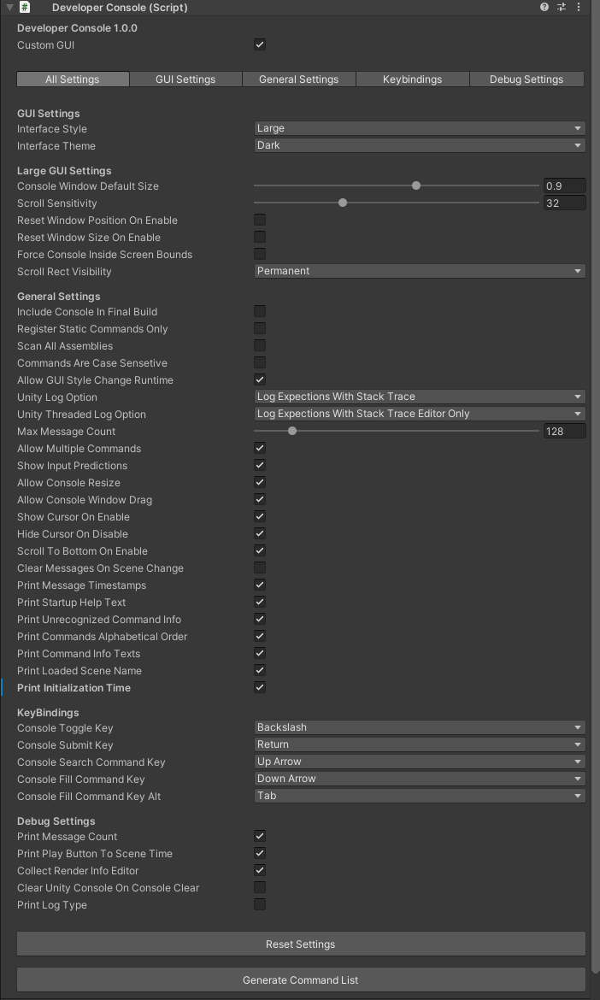 Developer Console (Script)
Developer Console 1.0.0
Custom GUI
All Settings GUI Settings General Settings Keybindings Debug Settings
GUI Settings
Interface Style Large
Interface Theme Dark
Large GUI Settings
Console Window Default Size 0.9
Scroll Sensitivity 32
Reset Window Position On Enable
Reset Window Size On Enable
Force Console Inside Screen Bounds
Scroll Rect Visibility Permanent
General Settings
Include Console In Final Build
Register Static Commands Only
Scan All Assemblies
Commands Are Case Sensetive
Allow GUI Style Change Runtime
Unity Log Option Log Expections With Stack Trace
Unity Threaded Log Option Log Expections With Stack Trace Editor Only
Max Message Count 128
Allow Multiple Commands
Show Input Predictions
Allow Console Resize
Allow Console Window Drag
Show Cursor On Enable
Hide Cursor On Disable
Scroll To Bottom On Enable
Clear Messages On Scene Change
Print Message Timestamps
Print Startup Help Text
Print Unrecognized Command Info
Print Commands Alphabetical Order
Print Command Info Texts
Print Loaded Scene Name
Print Initialization Time
KeyBindings
Console Toggle Key Backslash
Console Submit Key Return
Console Search Command Key Up Arrow
Console Fill Command Key Down Arrow
Console Fill Command Key Alt Tab
Debug Settings
Print Message Count
Print Play Button To Scene Time
Collect Render Info Editor
Clear Unity Console On Console Clear
Print Log Type
Reset Settings
Generate Command List